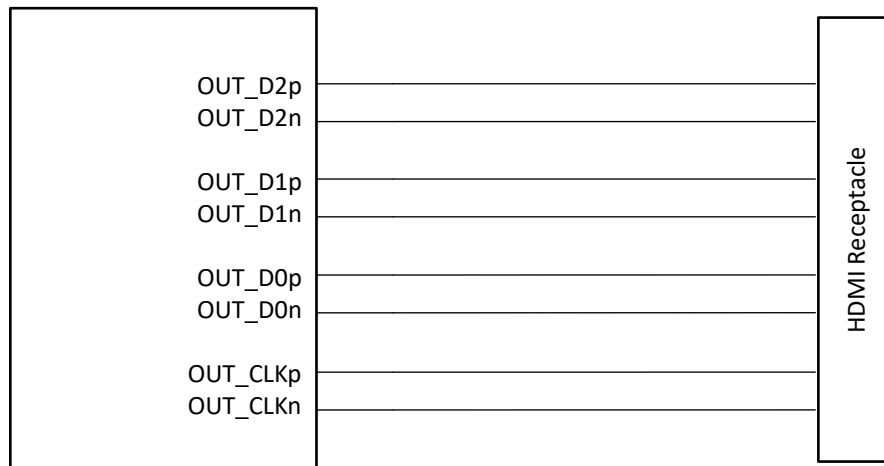 OUT_D2p
OUT_D2n
OUT_D1p
OUT_D1n
OUT_D0p
OUT_D0n
OUT_CLKp
OUT_CLKn
HDMI Receptacle